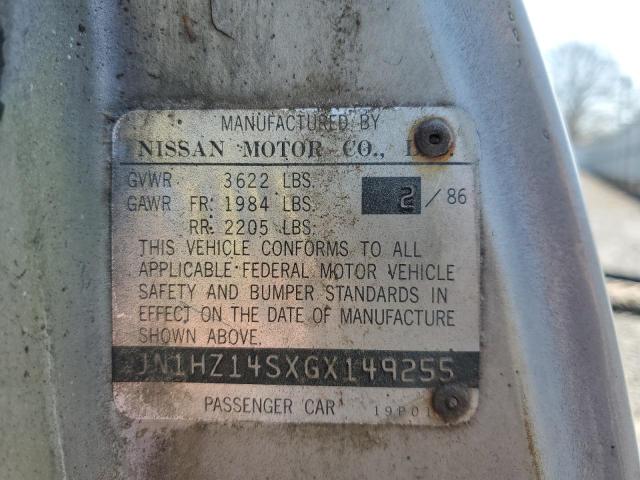 MANUFACTURED BY
NISSAN MOTOR CO.,
GVWR 3622 LBS. 2/86
GAWR FR: 1984 LBS.
RR: 2205 LBS.
THIS VEHICLE CONFORMS TO ALL
APPLICABLE FEDERAL MOTOR VEHICLE
SAFETY AND BUMPER STANDARDS IN
EFFECT ON THE DATE OF MANUFACTURE
SHOWN ABOVE.
JN1HZ14SXGX149255
PASSENGER CAR